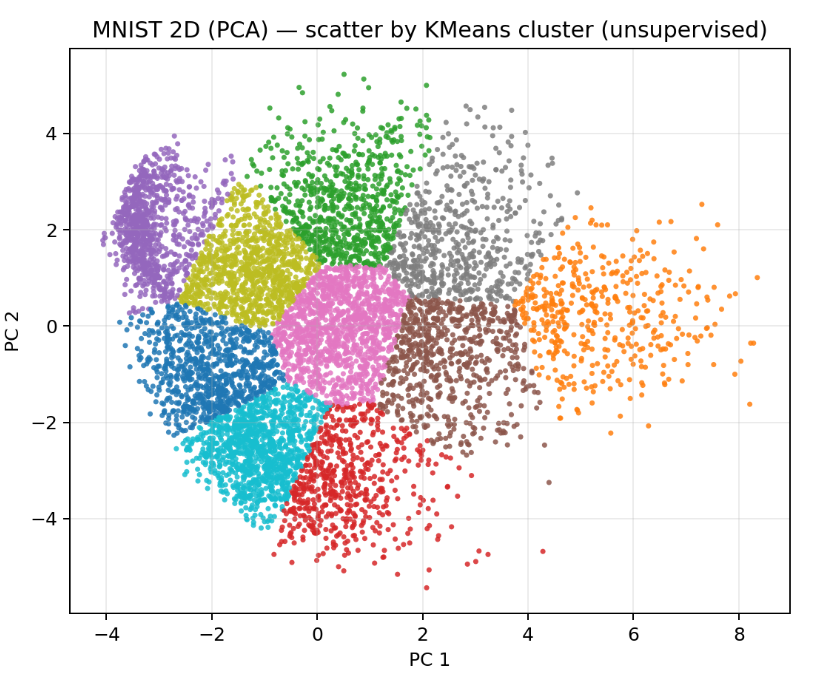 MNIST 2D (PCA) — scatter by KMeans cluster (unsupervised)
4
2
0
−2
−4
PC 2
−4 −2 0 2 4 6 8
PC 1